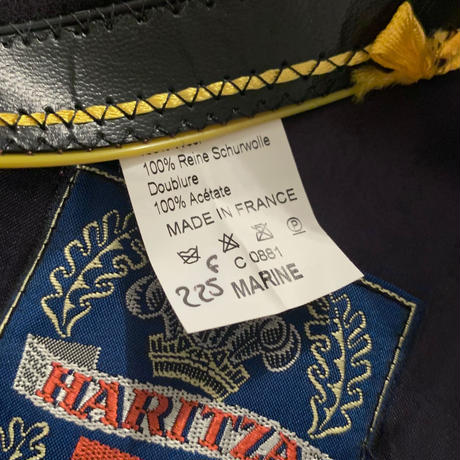 100% Reine Schurwolle
Doublure
100% Acétate
MADE IN FRANCE
C 0881
225 €
MARINE
HARITZA